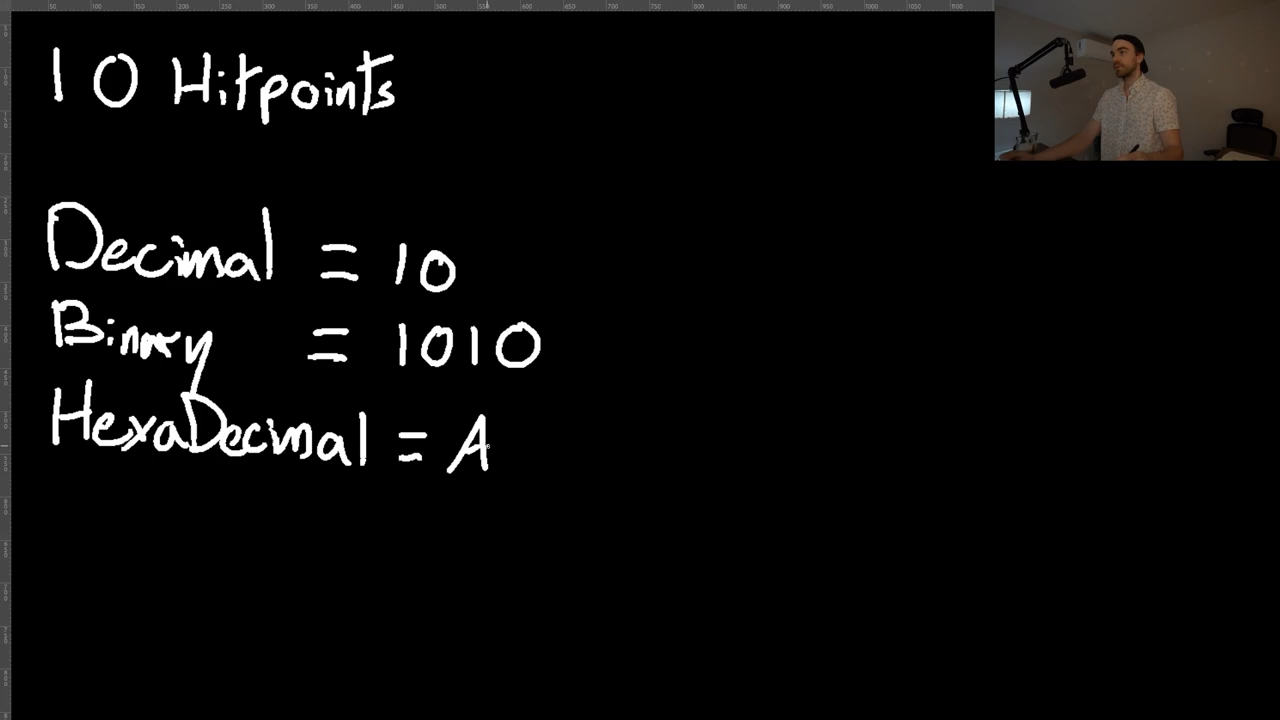 10 Hitpoints
Decimal = 10
Binary = 1010
HexaDecimal = A